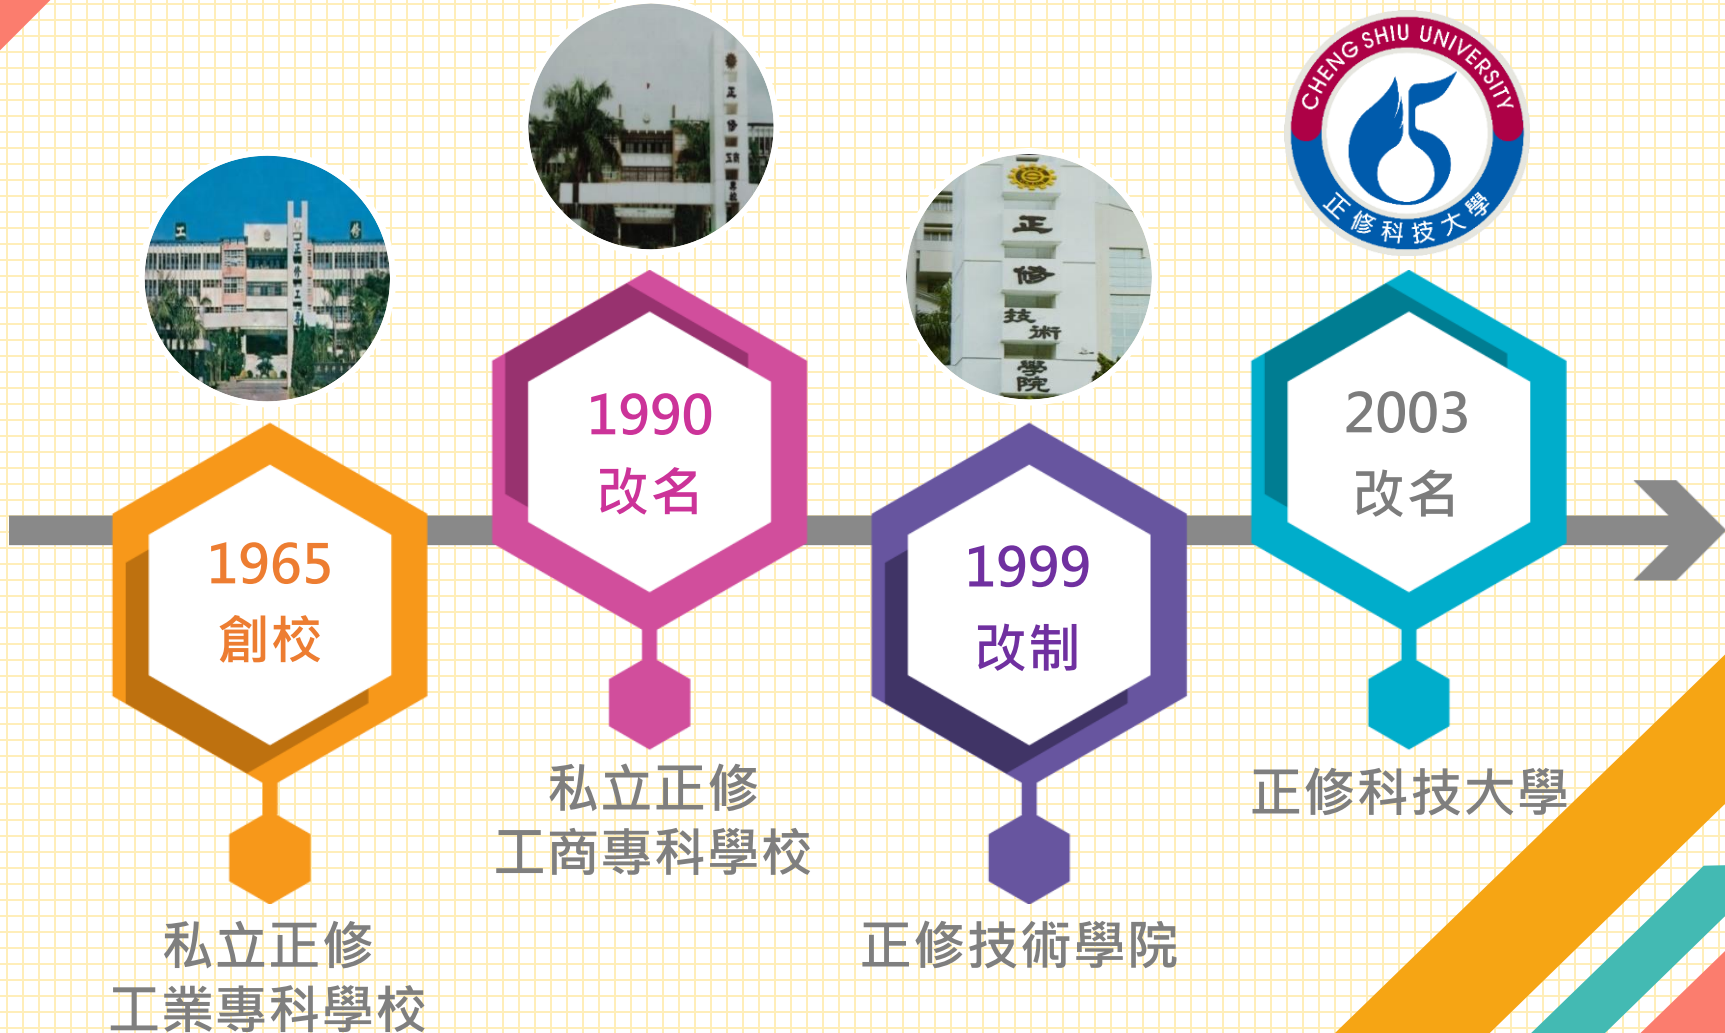 CHENG SHIU UNIVERSITY
正修科技大學
正
修
技
術
學
院
1965
創校
私立正修
工業專科學校
1990
改名
私立正修
工商專科學校
1999
改制
正修技術學院
2003
改名
正修科技大學